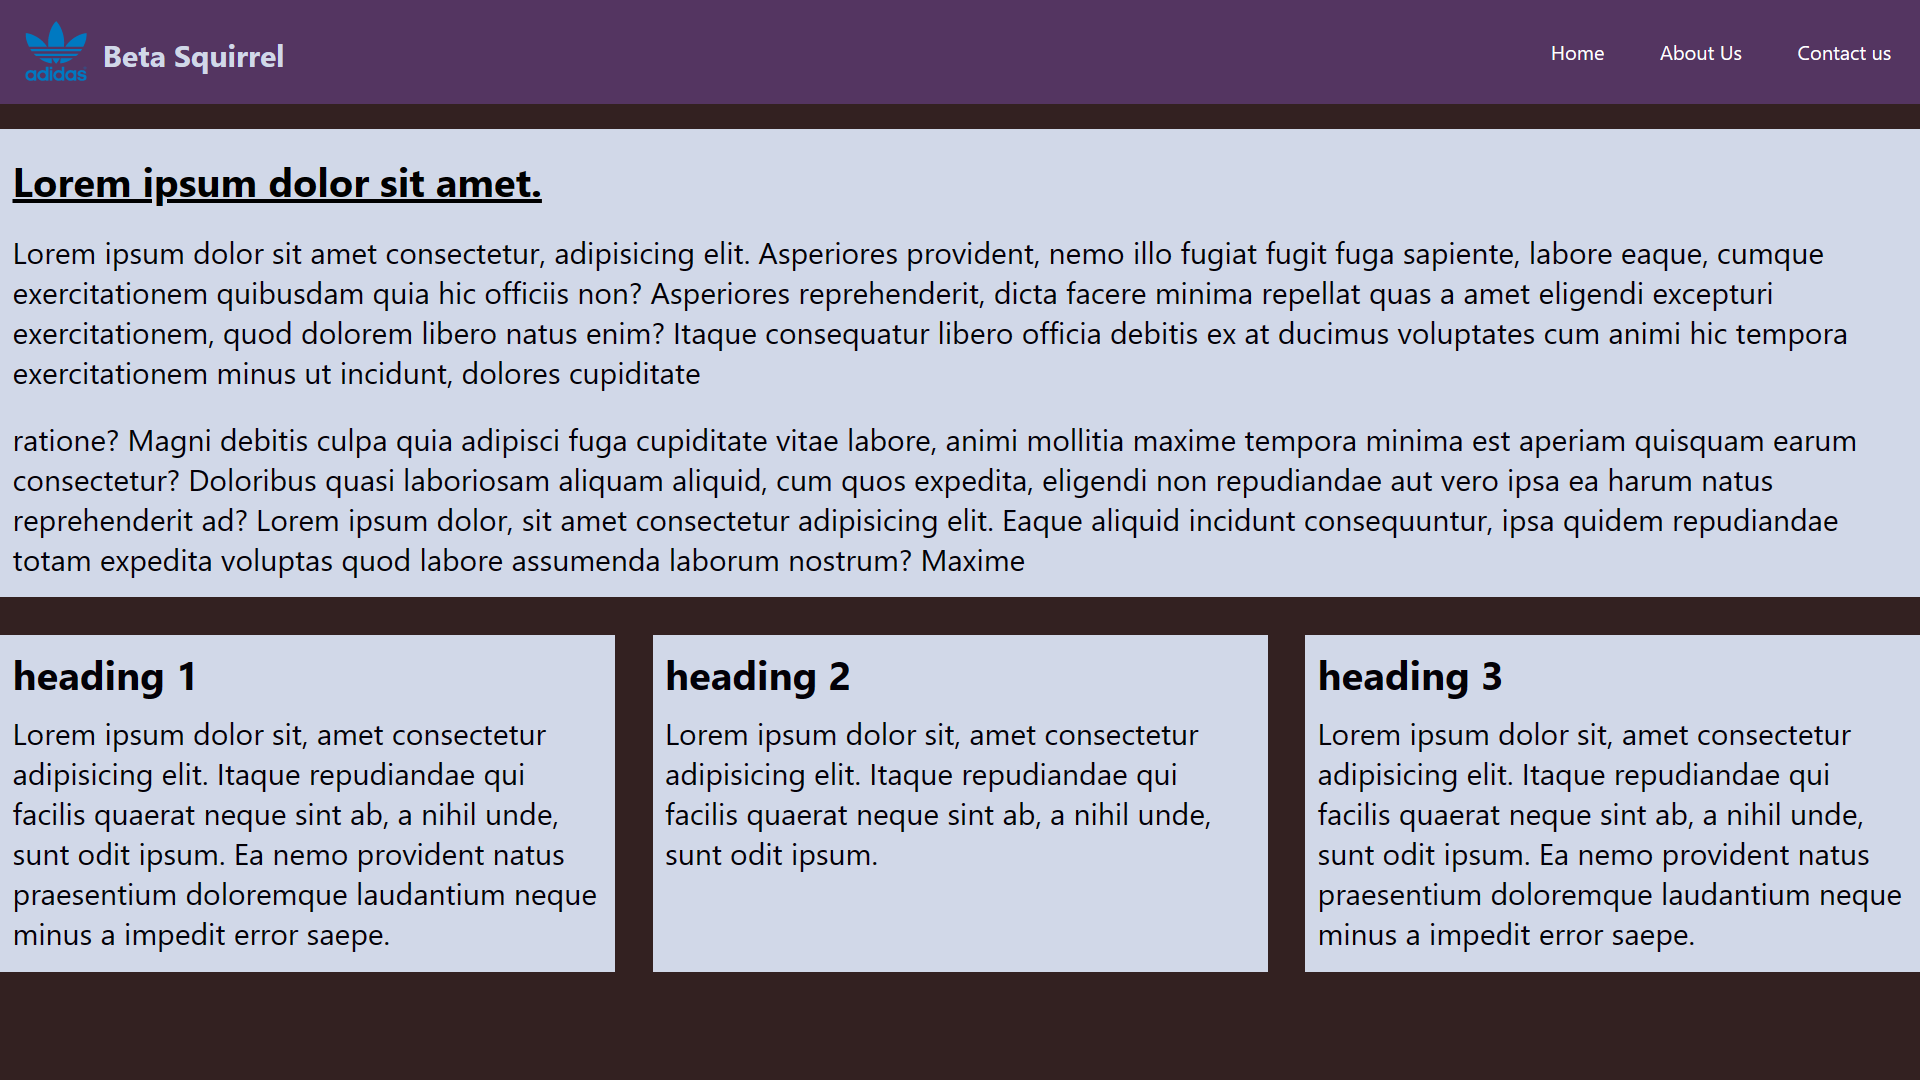 adidas
Beta Squirrel
Home
About Us
Contact us
Lorem ipsum dolor sit amet.
Lorem ipsum dolor sit amet consectetur, adipisicing elit. Asperiores provident, nemo illo fugiat fugit fuga sapiente, labore eaque, cumque
exercitationem quibusdam quia hic officiis non? Asperiores reprehenderit, dicta facere minima repellat quas a amet eligendi excepturi
exercitationem, quod dolorem libero natus enim? Itaque consequatur libero officia debitis ex at ducimus voluptates cum animi hic tempora
exercitationem minus ut incidunt, dolores cupiditate
ratione? Magni debitis culpa quia adipisci fuga cupiditate vitae labore, animi mollitia maxime tempora minima est aperiam quisquam earum
consectetur? Doloribus quasi laboriosam aliquam aliquid, cum quos expedita, eligendi non repudiandae aut vero ipsa ea harum natus
reprehenderit ad? Lorem ipsum dolor, sit amet consectetur adipisicing elit. Eaque aliquid incidunt consequuntur, ipsa quidem repudiandae
totam expedita voluptas quod labore assumenda laborum nostrum? Maxime
heading 1
Lorem ipsum dolor sit, amet consectetur
adipisicing elit. Itaque repudiandae qui
facilis quaerat neque sint ab, a nihil unde,
sunt odit ipsum. Ea nemo provident natus
praesentium doloremque laudantium neque
minus a impedit error saepe.
heading 2
Lorem ipsum dolor sit, amet consectetur
adipisicing elit. Itaque repudiandae qui
facilis quaerat neque sint ab, a nihil unde,
sunt odit ipsum.
heading 3
Lorem ipsum dolor sit, amet consectetur
adipisicing elit. Itaque repudiandae qui
facilis quaerat neque sint ab, a nihil unde,
sunt odit ipsum. Ea nemo provident natus
praesentium doloremque laudantium neque
minus a impedit error saepe.